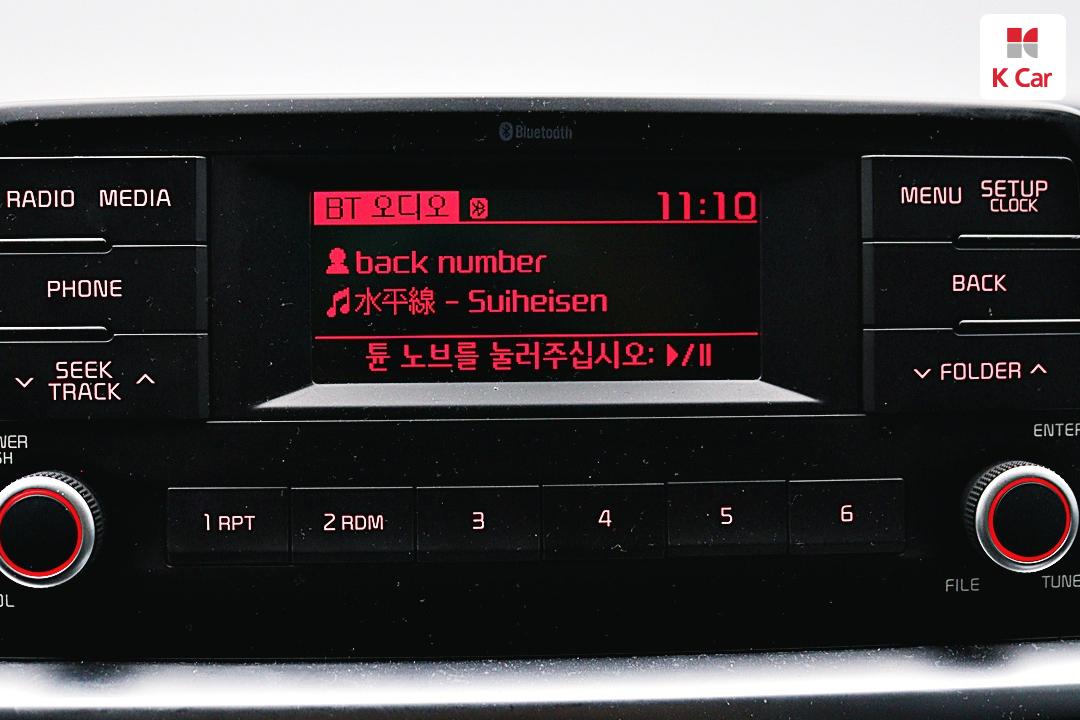 K Car
Bluetooth
RADIO MEDIA
BT 오디오 11:10
MENU SETUP
CLOCK
PHONE
back number
水平線 - Suiheisen
BACK
튠 노브를 눌러주십시오:
SEEK
TRACK
FOLDER
ENTER
1 RPT 2 RDM 3 4 5 6
FILE TUNE